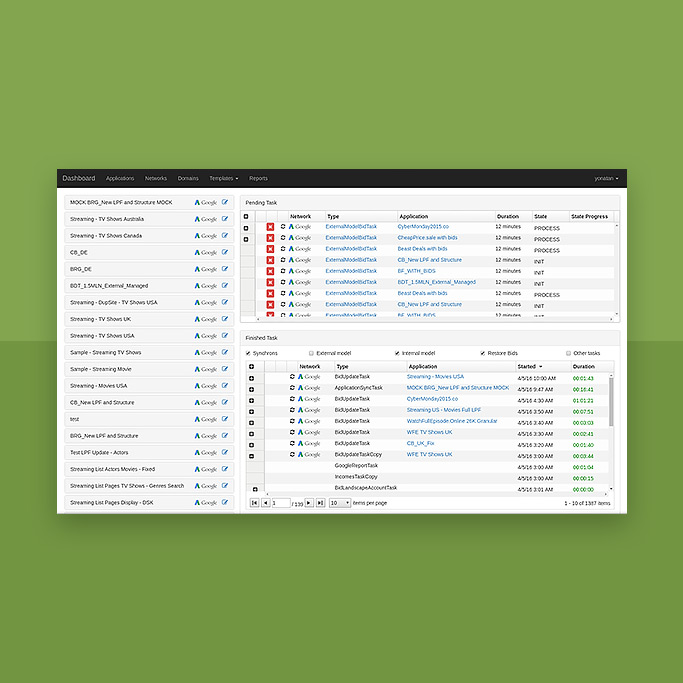 Dashboard Applications Networks Domains Templates Reports yonatan
MOCK BRG_New LPF and Structure MOCK Google
Streaming - TV Shows Australia Google
Streaming - TV Shows Canada Google
CB_DE Google
BRG_DE Google
BDT_1.5MLN_External_Managed Google
Streaming - DupSite - TV Shows USA Google
Streaming - TV Shows UK Google
Streaming - TV Shows USA Google
Sample - Streaming TV Shows Google
Sample - Streaming Movie Google
Streaming - Movies USA Google
CB_New LPF and Structure Google
test Google
BRG_New LPF and Structure Google
Test LPF Update - Actors Google
Streaming List Actors Movies - Fixed Google
Streaming List Pages TV Shows - Genres Search Google
Streaming List Pages Display - DSK Google
Pending Task
Network Type Application Duration State State Progress
Google ExternalModelBidTask CyberMonday2015.co 12 minutes PROCESS
Google ExternalModelBidTask CheapPrice.sale with bids 12 minutes PROCESS
Google ExternalModelBidTask Beast Deals with bids 12 minutes PROCESS
Google ExternalModelBidTask CB_New LPF and Structure 12 minutes INIT
Google ExternalModelBidTask BF_WITH_BIDS 12 minutes INIT
Google ExternalModelBidTask BDT_1.5MLN_External_Managed 12 minutes INIT
Google ExternalModelBidTask Beast Deals with bids 12 minutes PROCESS
Google ExternalModelBidTask CB_New LPF and Structure 12 minutes INIT
Google ExternalModelBidTask BF_WITH_BIDS 12 minutes INIT
Finished Task
Synchrons External model Internal model Restore Bids Other tasks
Network Type Application Started Duration
Google BidUpdateTask Streaming - Movies USA 4/5/16 10:00 AM 00:01:43
Google ApplicationSyncTask MOCK BRG_New LPF and Structure MOCK 4/5/16 9:47 AM 00:16:41
Google BidUpdateTask CyberMonday2015.co 4/5/16 4:30 AM 01:01:21
Google BidUpdateTask Streaming US - Movies Full LPF 4/5/16 3:50 AM 00:07:51
Google BidUpdateTask WatchFullEpisode.Online 26K Granular 4/5/16 3:40 AM 00:03:03
Google BidUpdateTask WFE TV Shows UK 4/5/16 3:30 AM 00:02:41
Google BidUpdateTask CB_UK_Fix 4/5/16 3:20 AM 00:01:40
Google BidUpdateTaskCopy WFE TV Shows UK 4/5/16 3:00 AM 00:03:44
GoogleReportTask 4/5/16 3:00 AM 00:01:04
IncomesTaskCopy 4/5/16 3:00 AM 00:00:15
BidLandscapeAccountTask 4/5/16 3:01 AM 00:00:00
1 / 139 10 items per page 1 - 10 of 1387 items